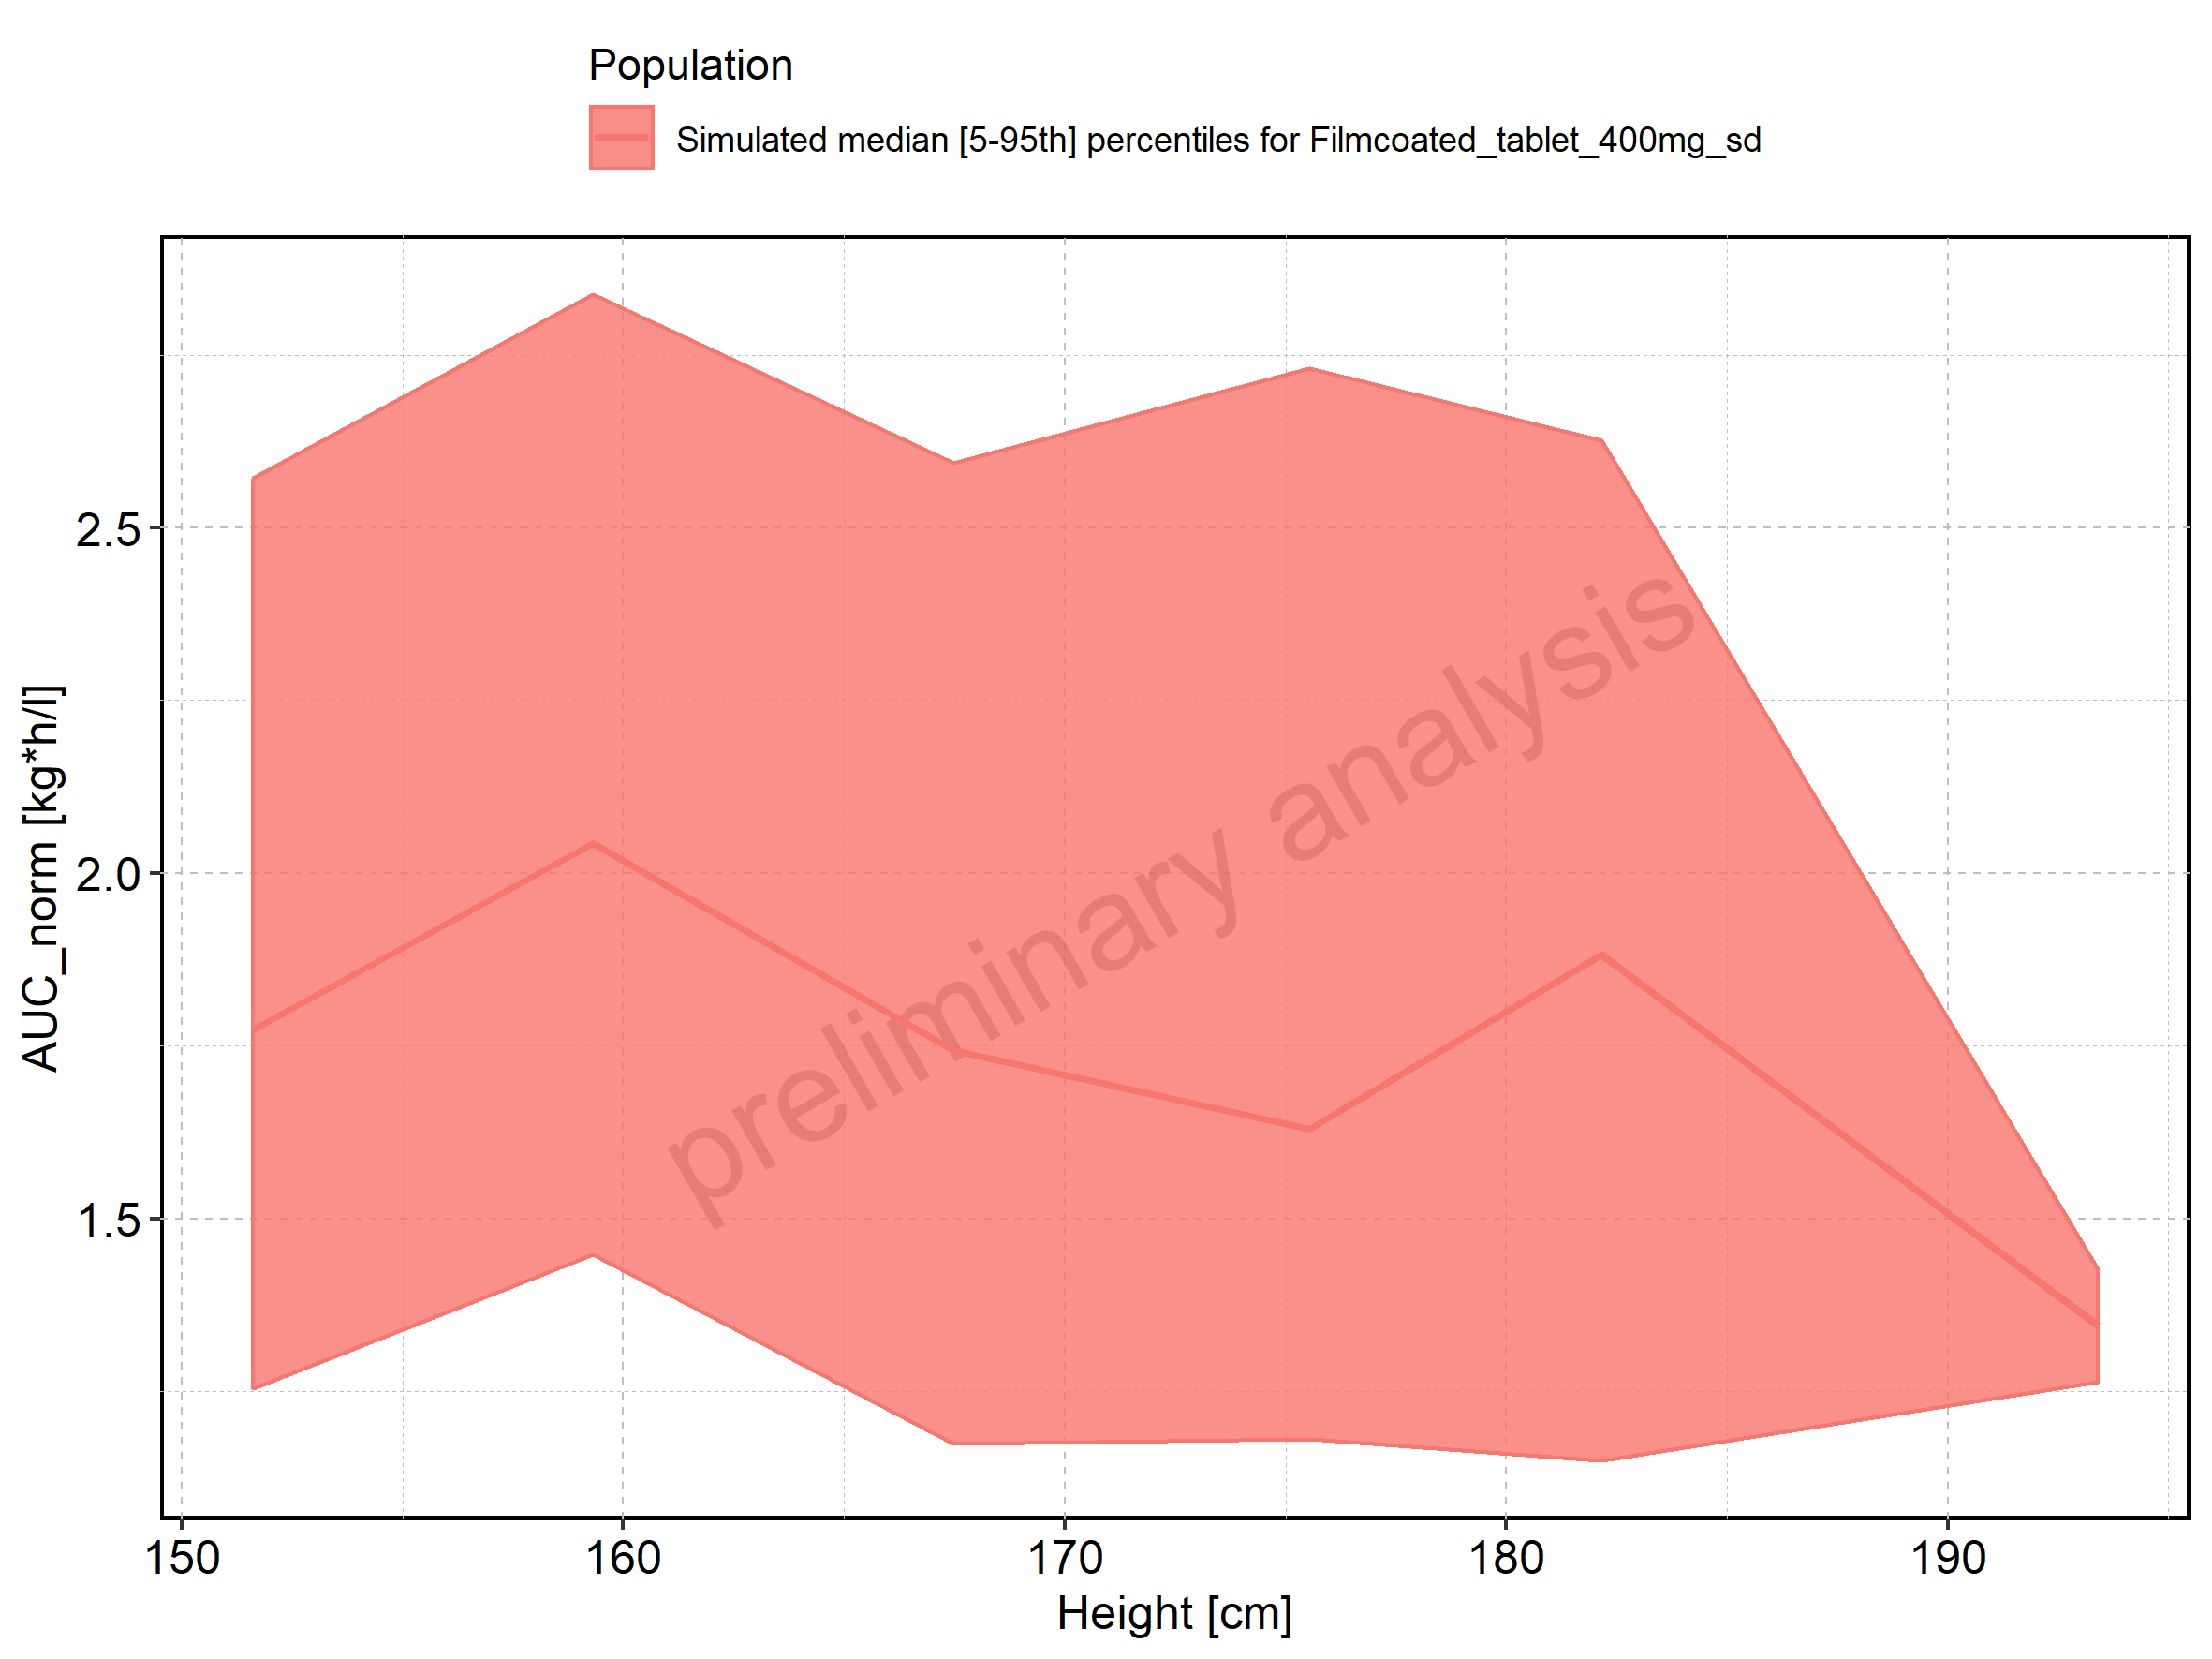 Population
Simulated median [5-95th] percentiles for Filmcoated_tablet_400mg_sd
AUC_norm [kg*h/l]
2.5
2.0
1.5
preliminary analysis
150 160 170 180 190
Height [cm]